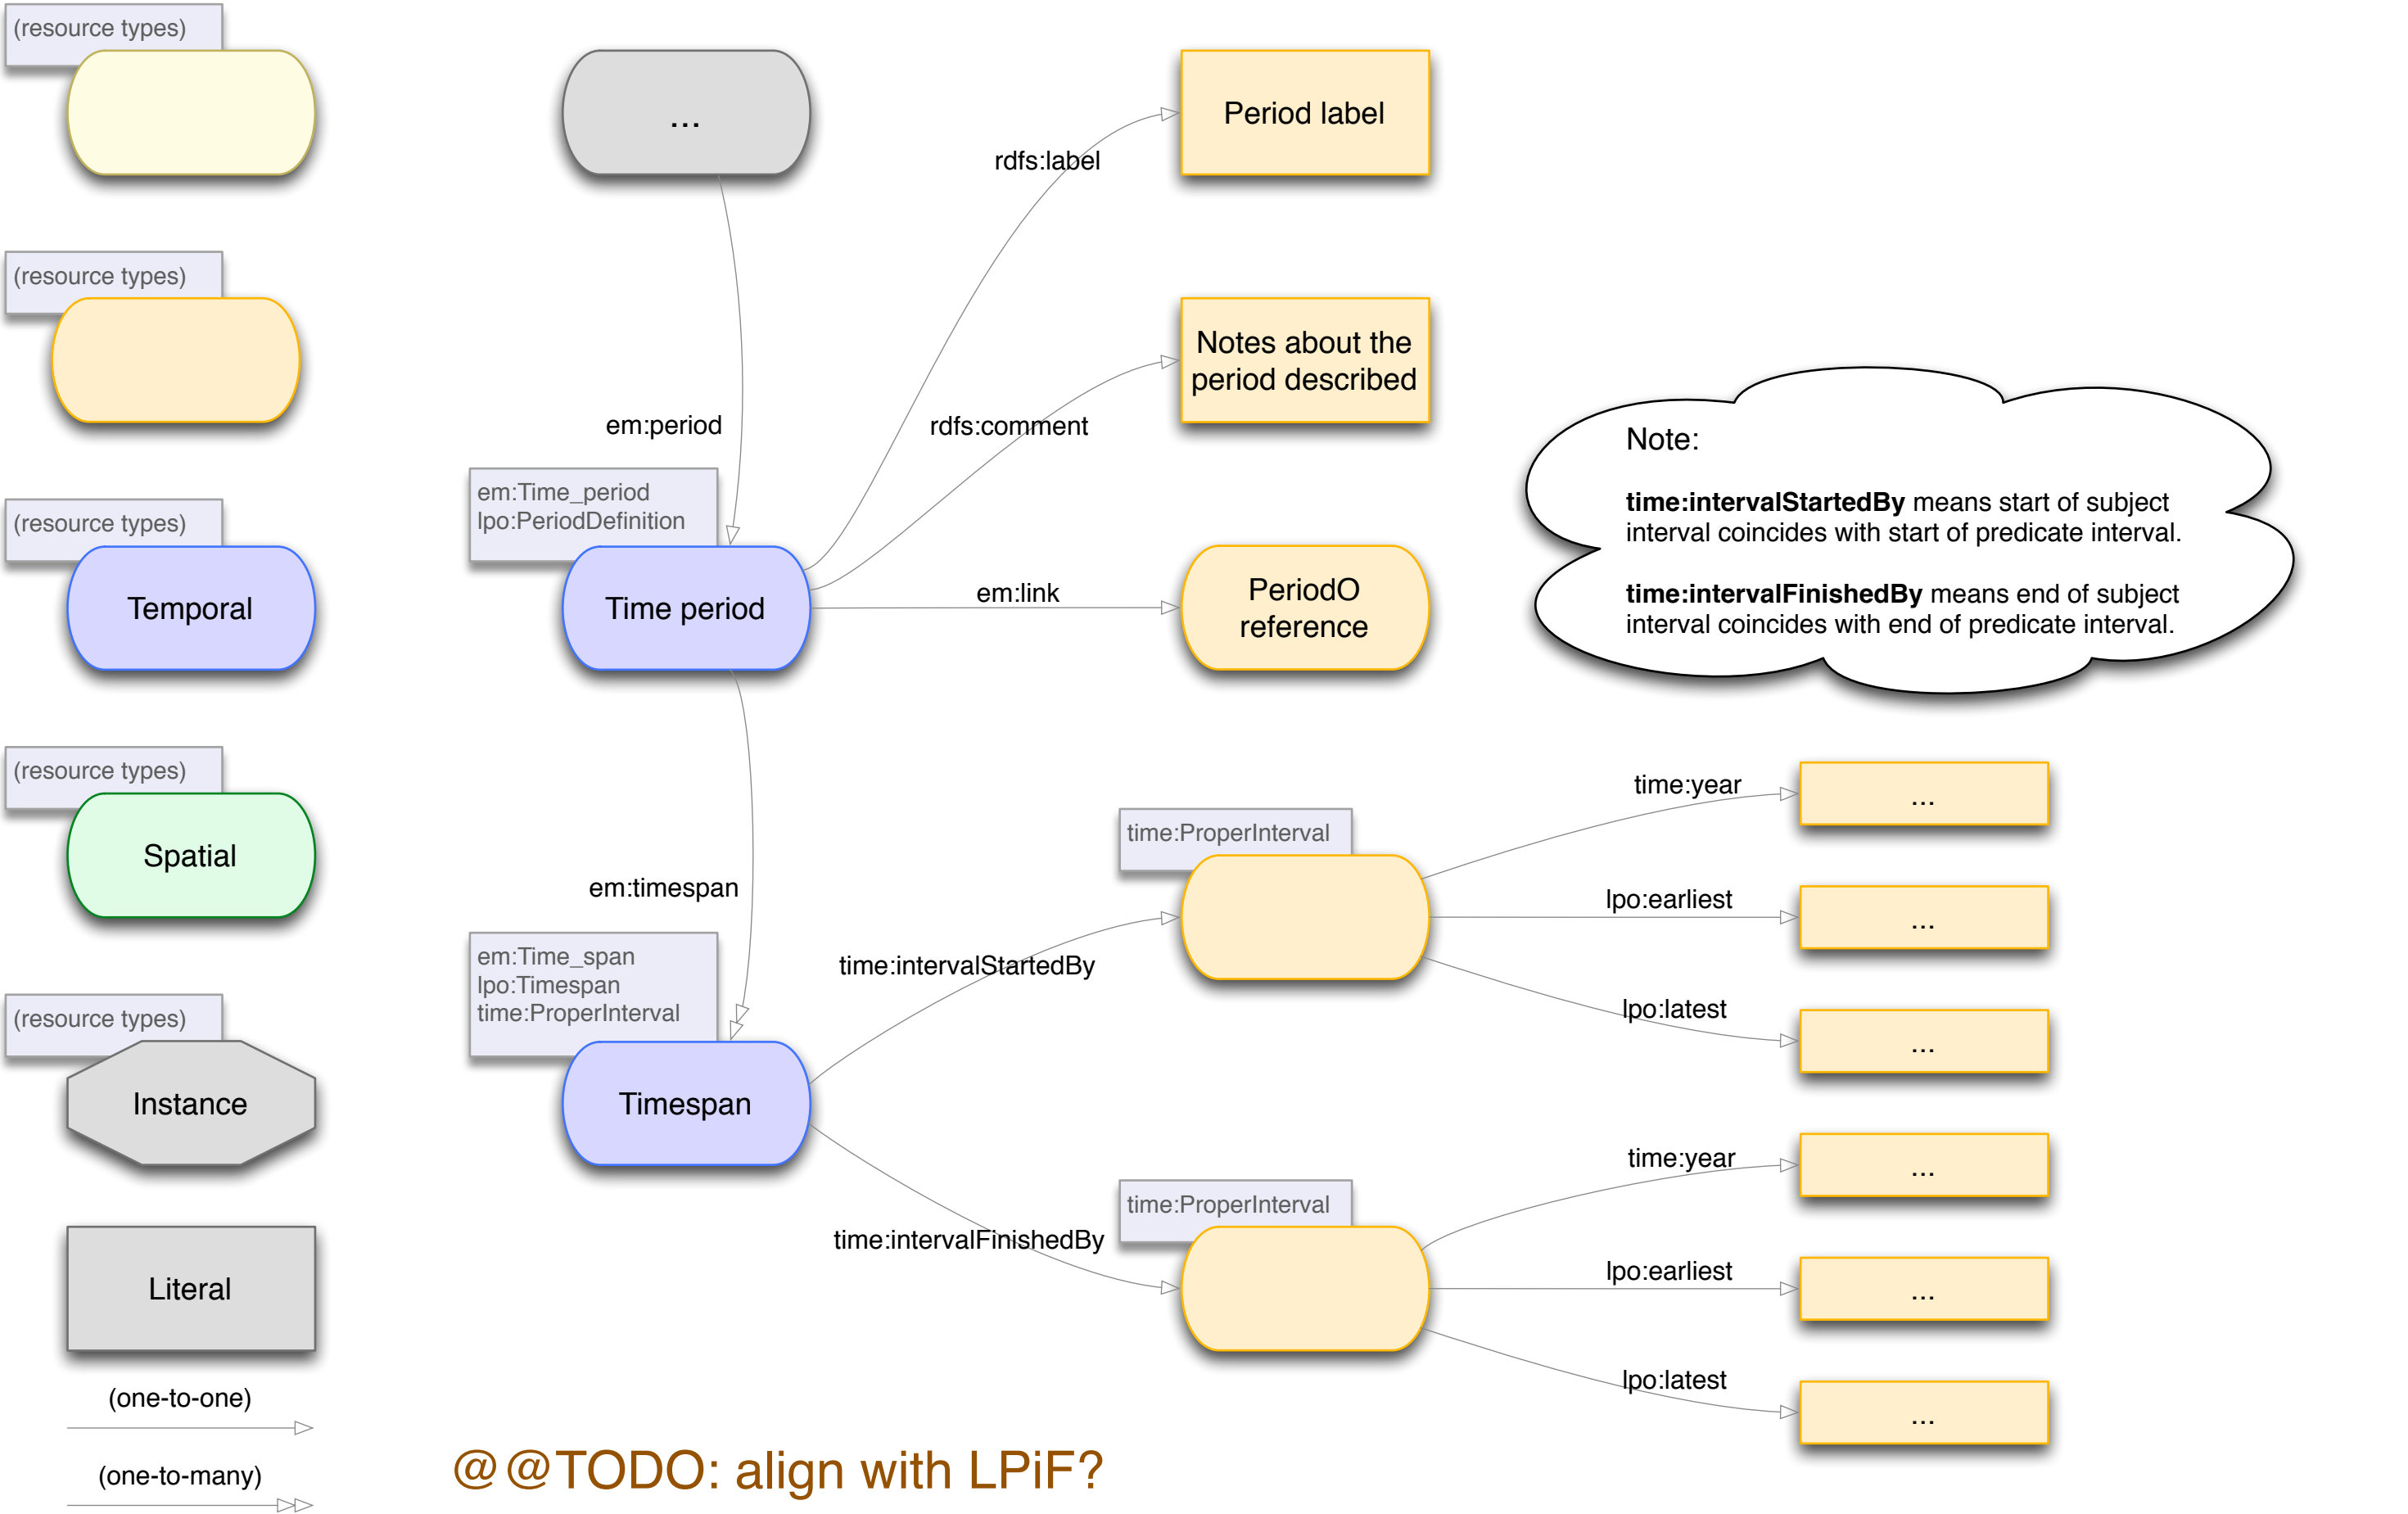 (resource types)
(resource types)
(resource types)
Temporal
(resource types)
Spatial
(resource types)
Instance
Literal
(one-to-one)
(one-to-many)
...
em:period
em:Time_period
lpo:PeriodDefinition
Time period
rdfs:label
Period label
rdfs:comment
Notes about the
period described
em:link
PeriodO
reference
em:timespan
em:Time_span
lpo:Timespan
time:ProperInterval
Timespan
time:intervalStartedBy
time:ProperInterval
time:year
...
lpo:earliest
...
lpo:latest
...
time:intervalFinishedBy
time:ProperInterval
time:year
...
lpo:earliest
...
lpo:latest
...
Note:
time:intervalStartedBy means start of subject
interval coincides with start of predicate interval.
time:intervalFinishedBy means end of subject
interval coincides with end of predicate interval.
@@TODO: align with LPiF?